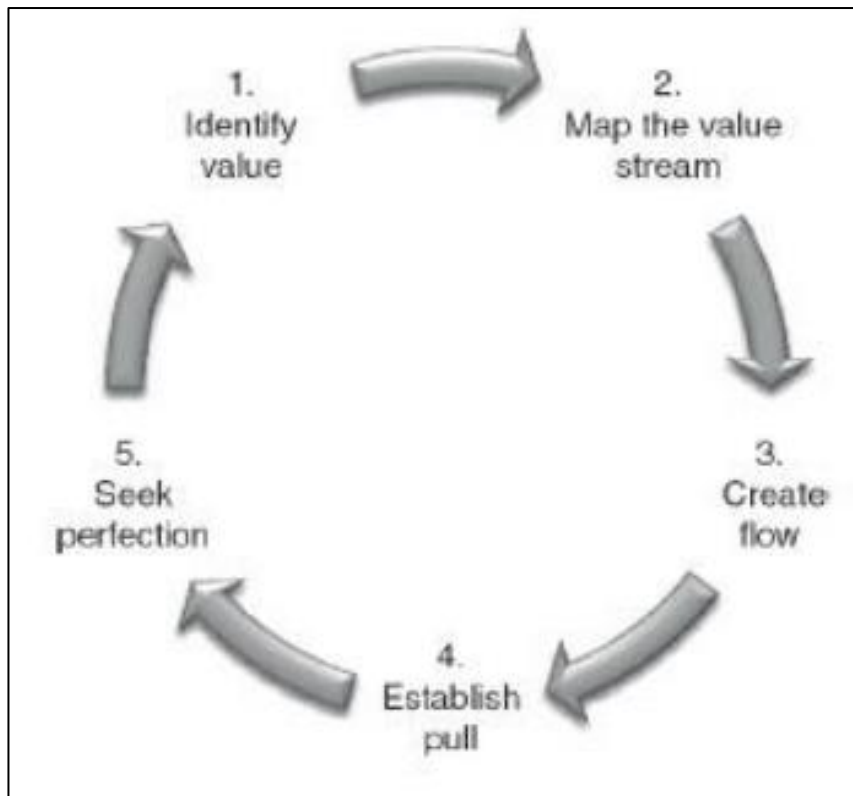 1.
Identify
value
2.
Map the value
stream
3.
Create
flow
4.
Establish
pull
5.
Seek
perfection